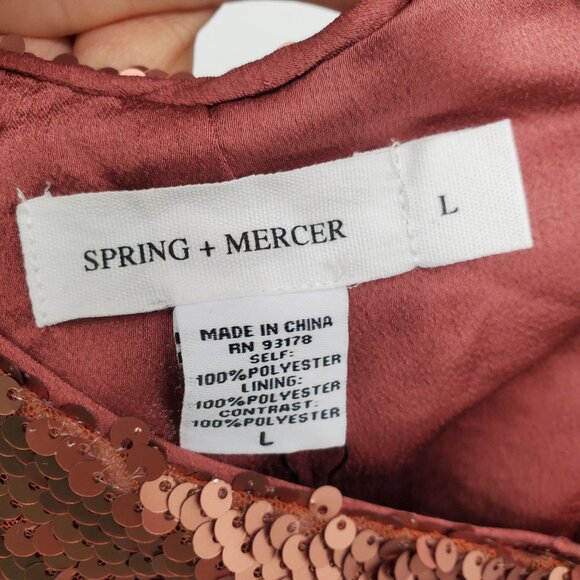 SPRING + MERCER
L
MADE IN CHINA
RN 93178
SELF:
100%POLYESTER
LINING:
100%POLYESTER
CONTRAST:
100%POLYESTER
L